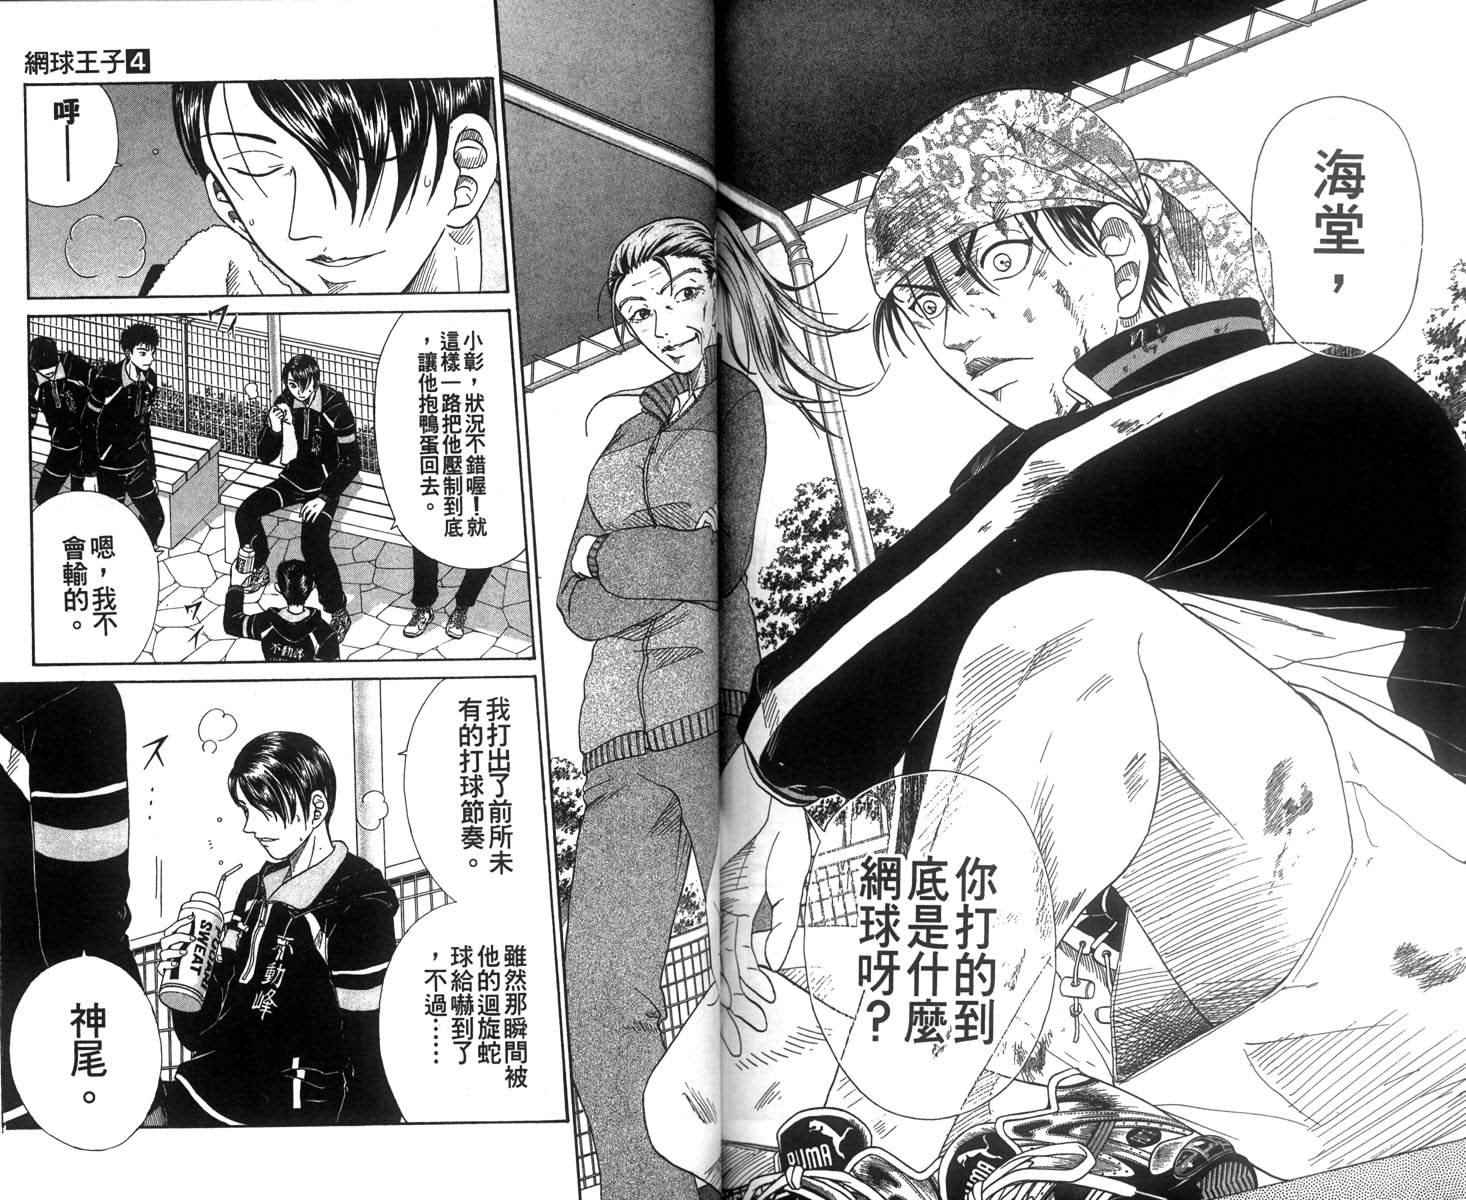 海堂，
你打的到
底是什麼
網球呀？
網球王子4
呼——
小彰，狀況不錯喔！就
這樣一路把他壓制到底
，讓他抱鴨蛋回去。
嗯，我不
會輸的。
不動峰
我打出了前所未
有的打球節奏。
雖然那瞬間被
他的迴旋蛇
球給嚇到了
，不過……
神尾。
不動峰
SWEAT
PUMA
PUMA